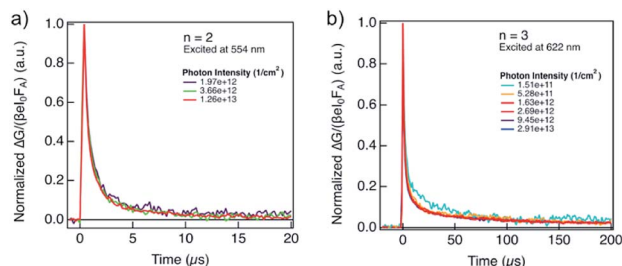 a)
Normalized ΔG/(βeI₀F_A) (a.u.)
1.0
0.8
0.6
0.4
0.2
0.0
n = 2
Excited at 554 nm
Photon Intensity (1/cm²)
1.97e+12
3.66e+12
1.26e+13
0
5
10
15
20
Time (μs)
b)
Normalized ΔG/(βeI₀F_A) (a.u.)
1.0
0.8
0.6
0.4
0.2
0.0
n = 3
Excited at 622 nm
Photon Intensity (1/cm²)
1.51e+11
5.28e+11
1.63e+12
2.69e+12
9.45e+12
2.91e+13
0
50
100
150
200
Time (μs)